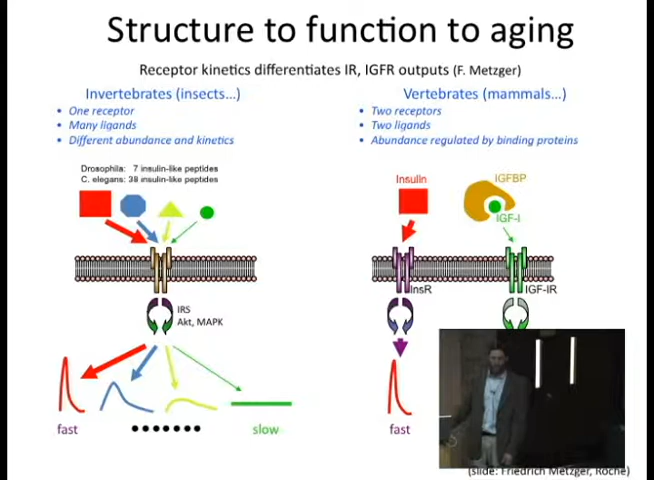 Structure to function to aging
Receptor kinetics differentiates IR, IGFR outputs (F. Metzger)
Invertebrates (insects...)
• One receptor
• Many ligands
• Different abundance and kinetics
Vertebrates (mammals...)
• Two receptors
• Two ligands
• Abundance regulated by binding proteins
Drosophila: 7 insulin-like peptides
C. elegans: 38 insulin-like peptides
Insulin
IGFBP
IGF-I
InsR
IGF-IR
IRS
Akt, MAPK
fast
slow
fast
(slide: Friedrich Metzger, Roche)